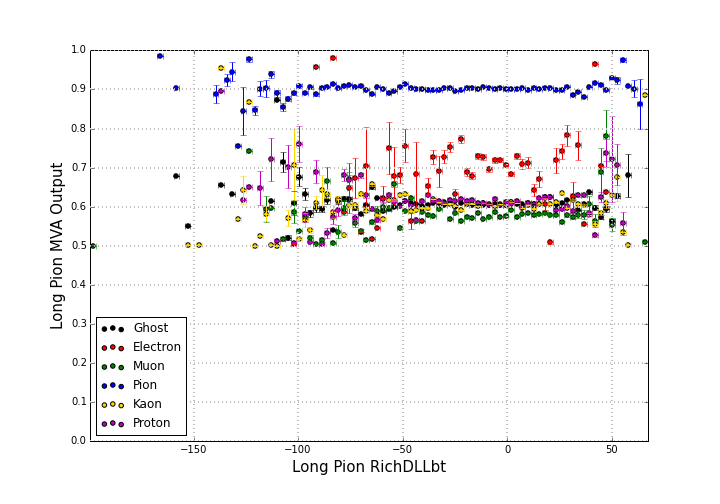 1.0
0.9
0.8
0.7
0.6
0.5
0.4
0.3
0.2
0.1
0.0
Long Pion MVA Output
Ghost
Electron
Muon
Pion
Kaon
Proton
−150 −100 −50 0 50
Long Pion RichDLLbt